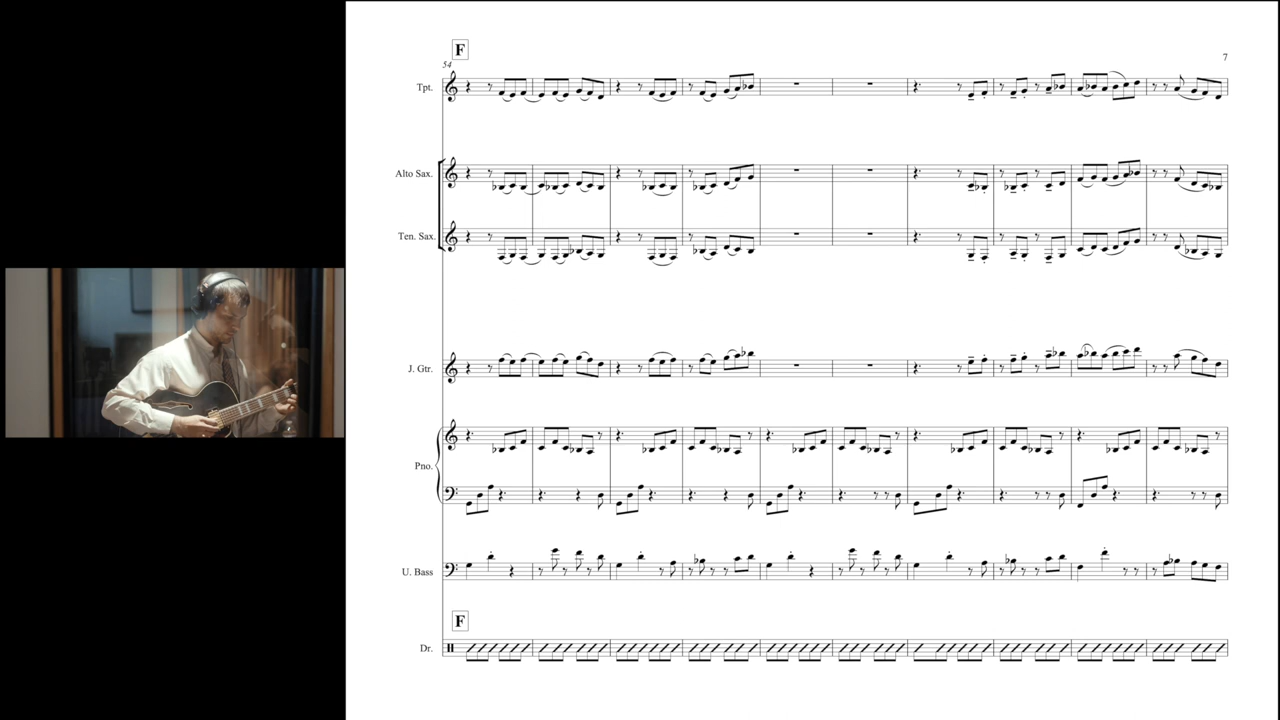 F
54
7
Tpt.
Alto Sax.
Ten. Sax.
J. Gtr.
Pno.
U. Bass
F
Dr.